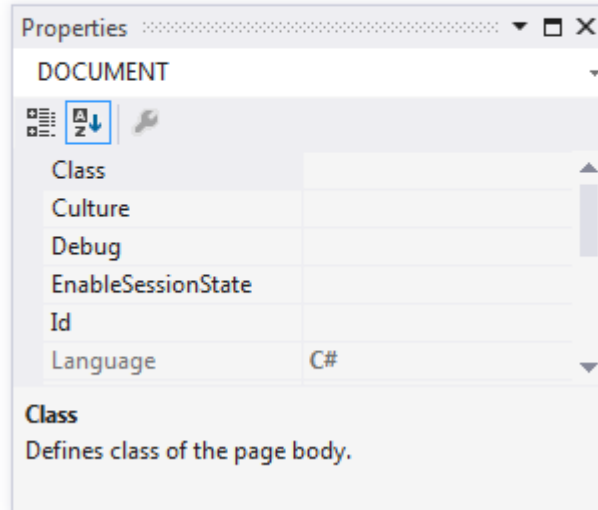 Properties
DOCUMENT
Class
Culture
Debug
EnableSessionState
Id
Language C#
Class
Defines class of the page body.